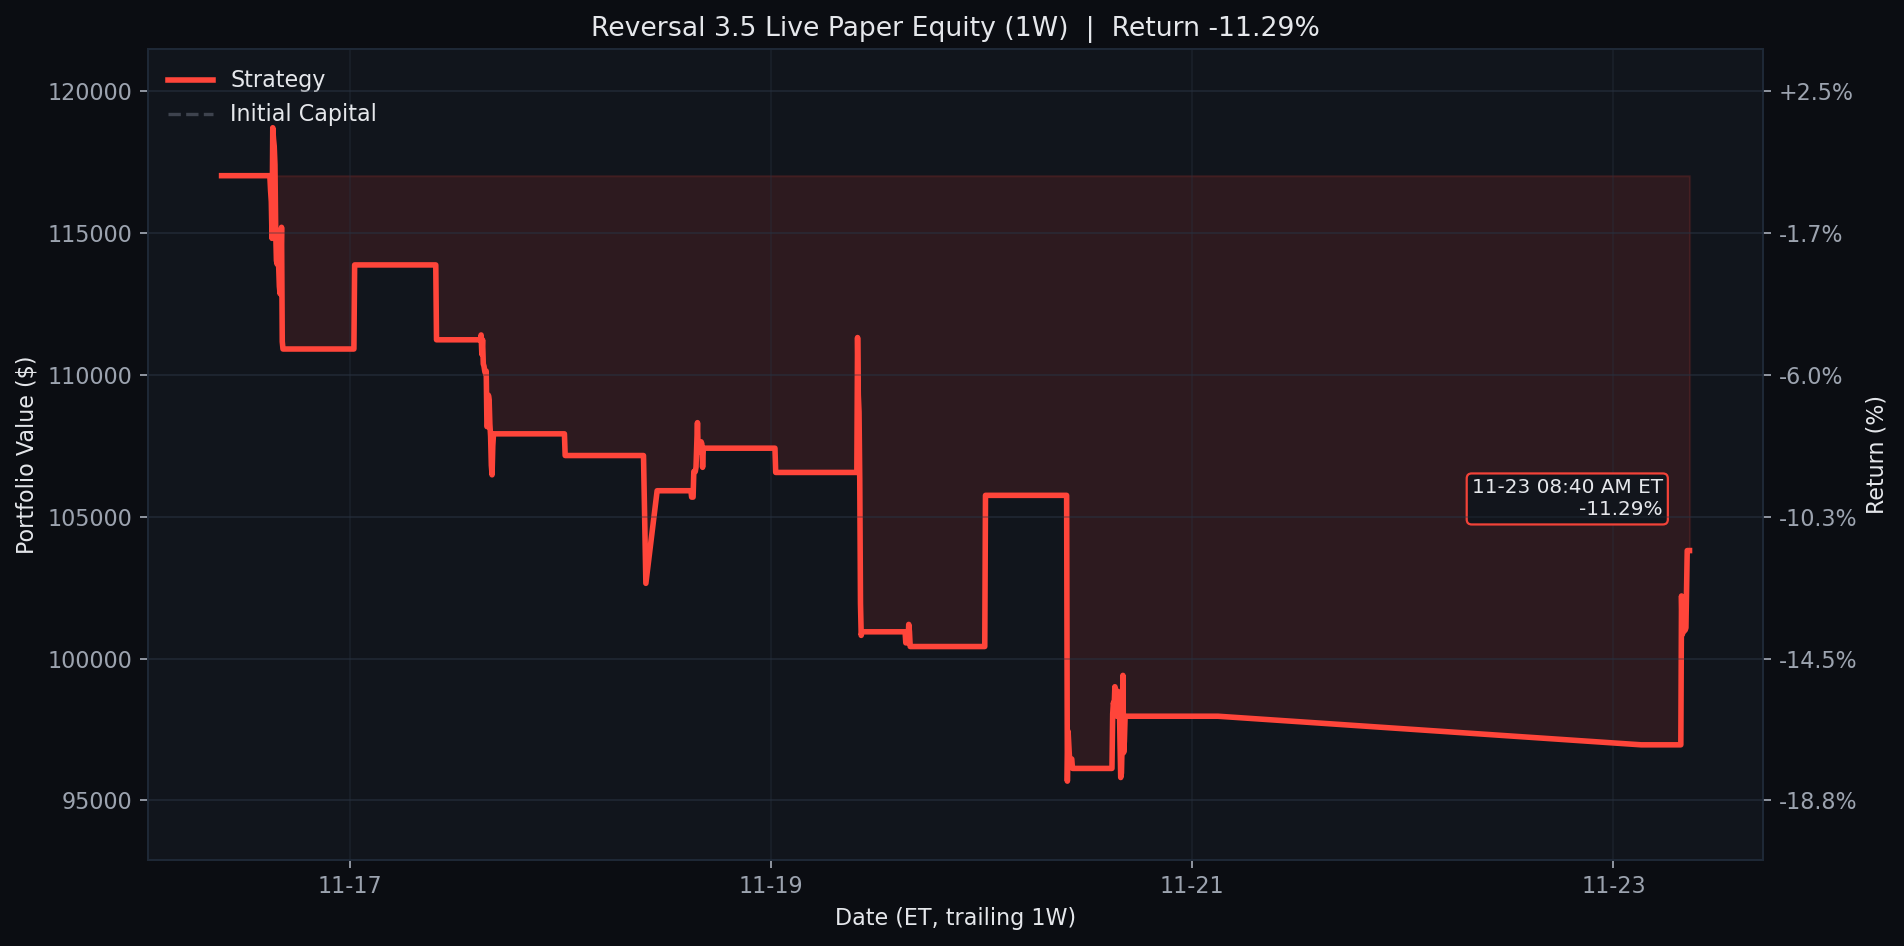 Reversal 3.5 Live Paper Equity (1W)  |  Return -11.29%
Strategy
Initial Capital
Portfolio Value ($)
120000
115000
110000
105000
100000
95000
+2.5%
-1.7%
-6.0%
-10.3%
-14.5%
-18.8%
Return (%)
11-23 08:40 AM ET
-11.29%
11-17
11-19
11-21
11-23
Date (ET, trailing 1W)